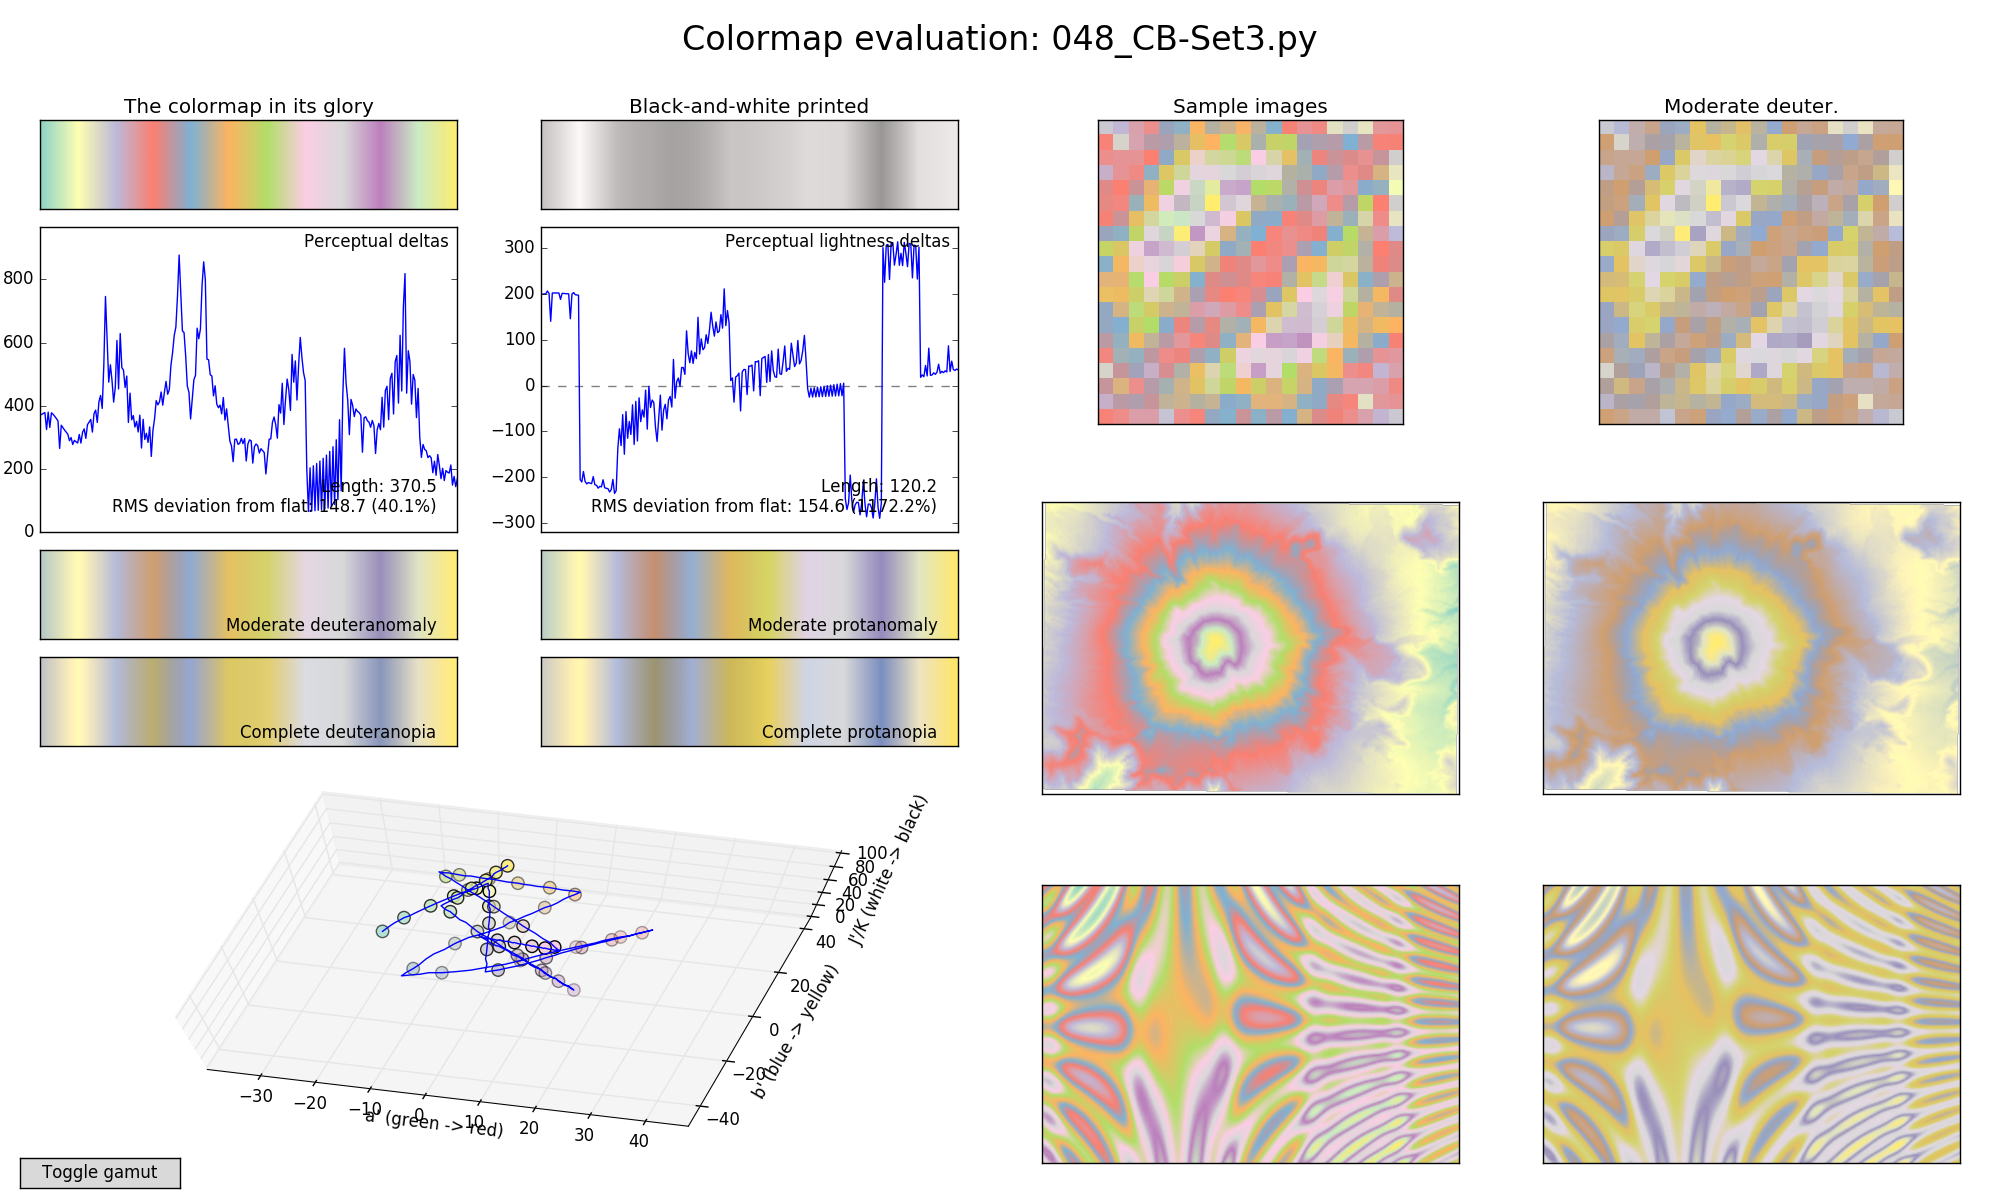 Colormap evaluation: 048_CB-Set3.py
The colormap in its glory
Black-and-white printed
Sample images
Moderate deuter.
Perceptual deltas
800
600
400
200
0
Length: 370.5
RMS deviation from flat: 148.7 (40.1%)
Perceptual lightness deltas
300
200
100
0
−100
−200
−300
Length: 120.2
RMS deviation from flat: 154.6 (1172.2%)
Moderate deuteranomaly
Moderate protanomaly
Complete deuteranopia
Complete protanopia
100
80
60
40
20
0
J'/K (white -> black)
40
20
0
−20
−40
b' (blue -> yellow)
−30
−20
−10
0
10
20
30
40
a' (green -> red)
Toggle gamut